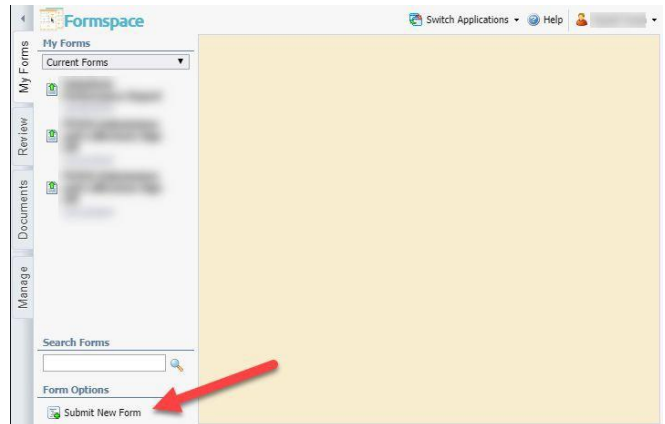 Formspace
Switch Applications
Help
My Forms
Review
Documents
Manage
My Forms
Current Forms
Search Forms
Form Options
Submit New Form